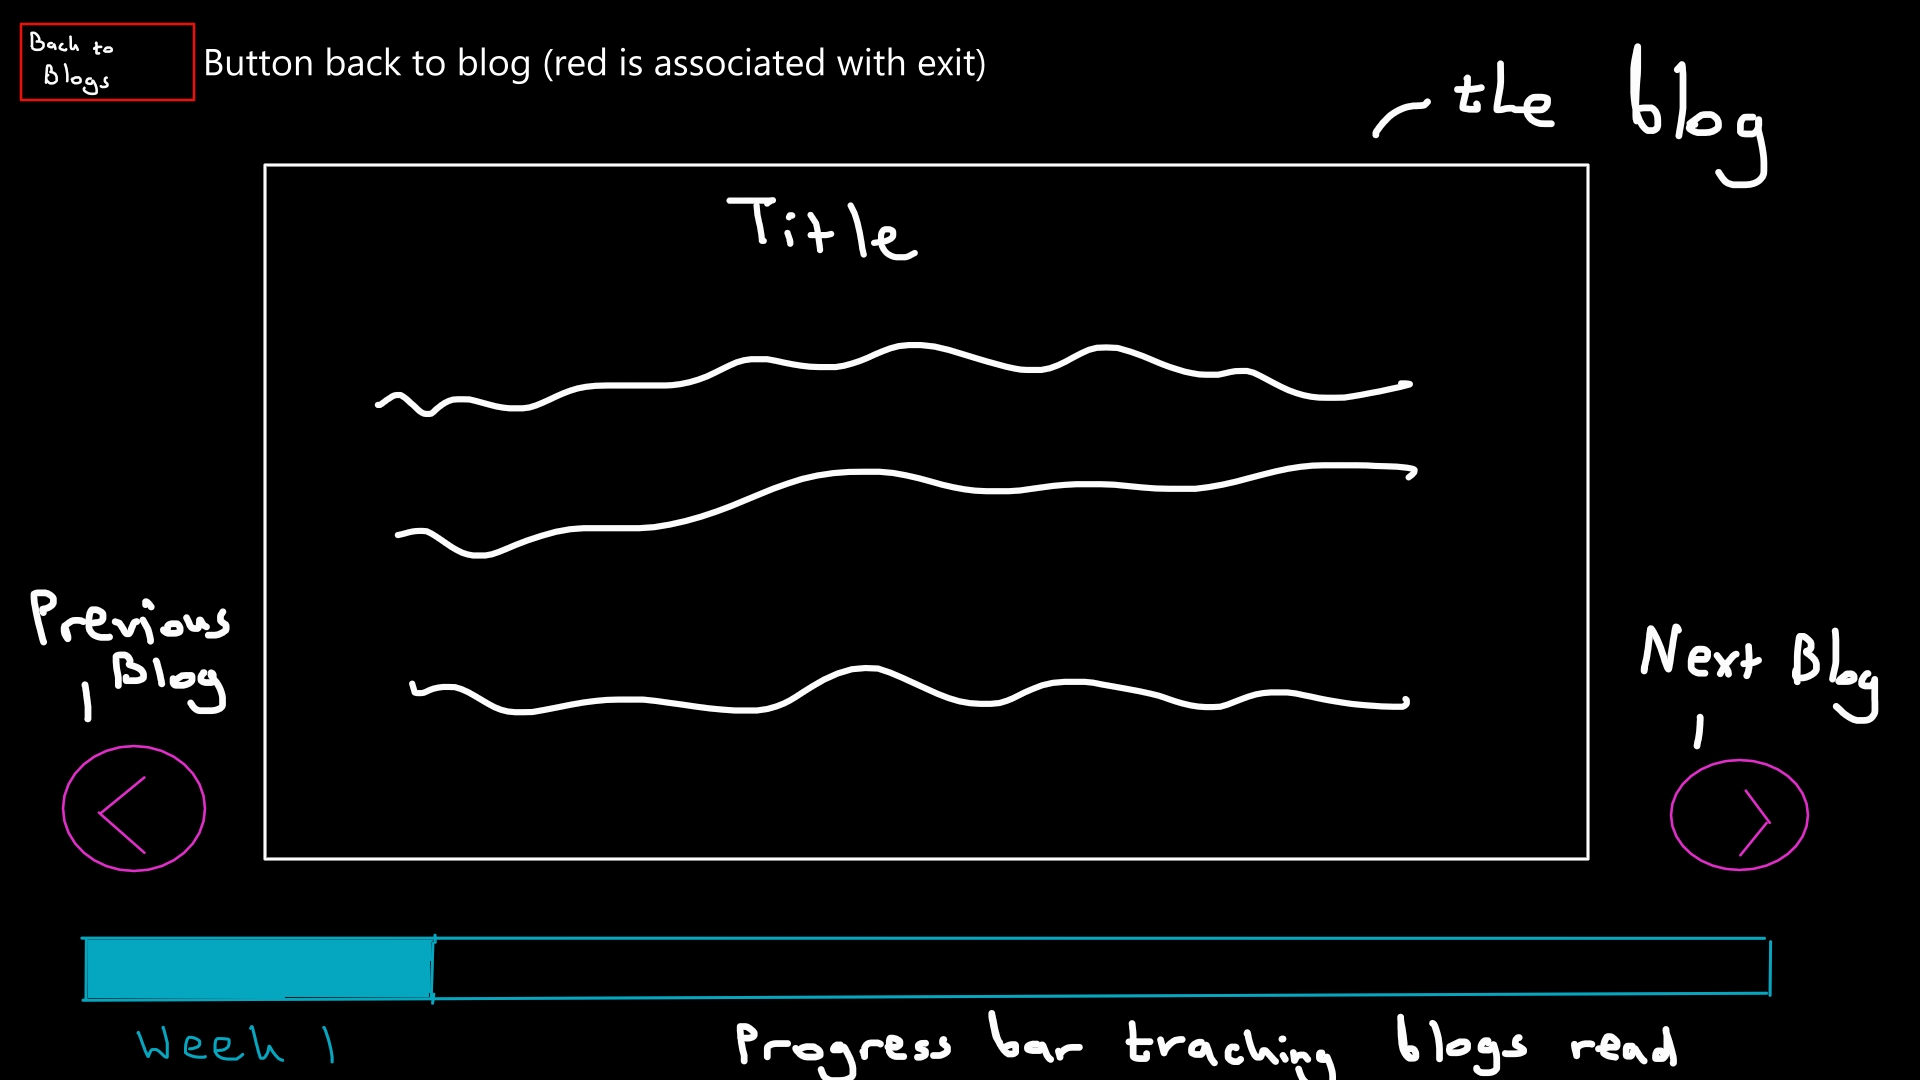 Back to
Blogs
Button back to blog (red is associated with exit)
the blog
Title
Previous
Blog
Next Blog
Week 1
Progress bar tracking blogs read